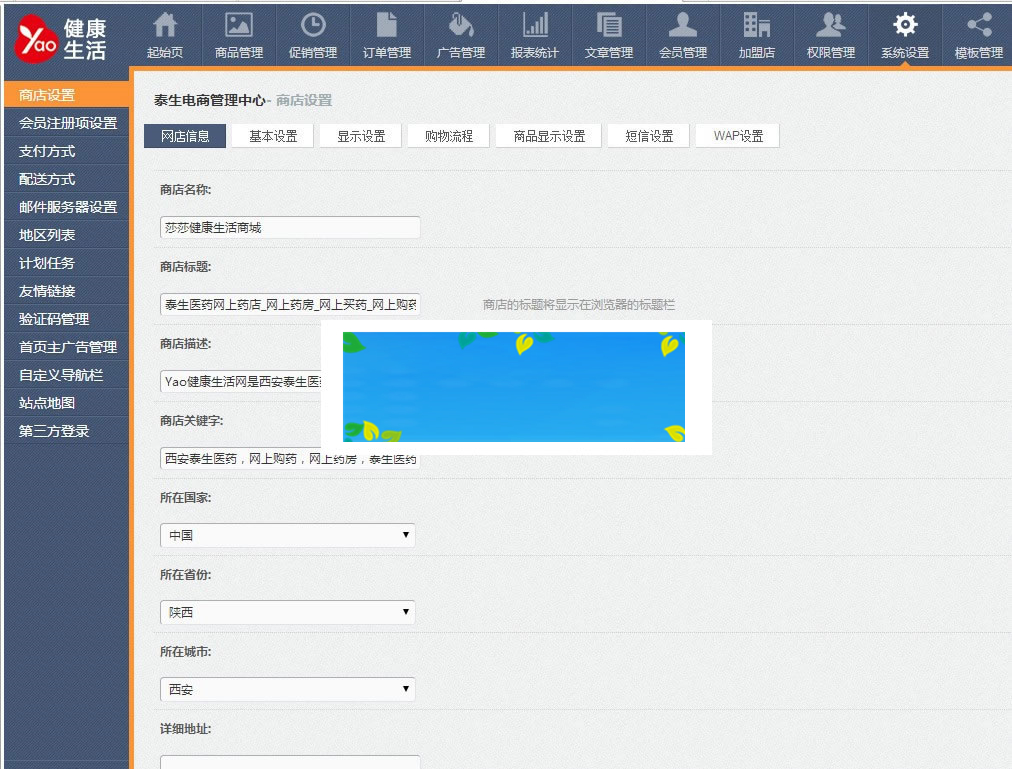 Yao 健康生活
起始页 商品管理 促销管理 订单管理 广告管理 报表统计 文章管理 会员管理 加盟店 权限管理 系统设置 模板管理
商店设置
会员注册项设置
支付方式
配送方式
邮件服务器设置
地区列表
计划任务
友情链接
验证码管理
首页主广告管理
自定义导航栏
站点地图
第三方登录
泰生电商管理中心- 商店设置
网店信息 基本设置 显示设置 购物流程 商品显示设置 短信设置 WAP设置
商店名称:
莎莎健康生活商城
商店标题:
泰生医药网上药店_网上药房_网上买药_网上购药 商店的标题将显示在浏览器的标题栏
商店描述:
Yao健康生活网是西安泰生医
商店关键字:
西安泰生医药，网上购药，网上药房，泰生医药
所在国家:
中国
所在省份:
陕西
所在城市:
西安
详细地址: